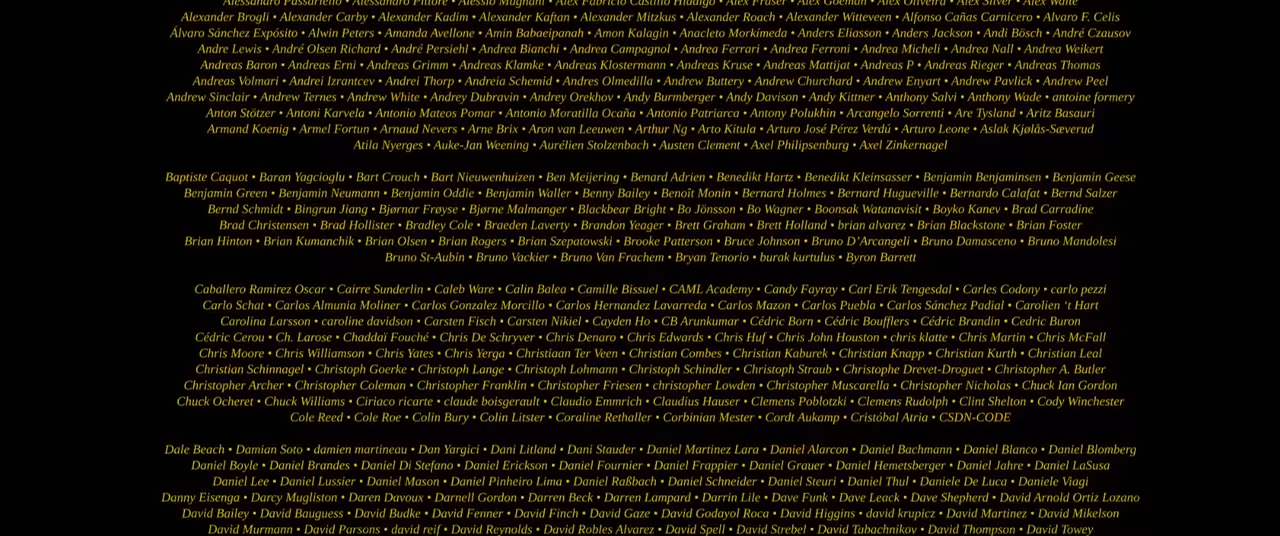 Alessandro Passariello • Alessandro Pittore • Alessio Mugnani • Alex Fabricio Castillo Hidalgo • Alex Fraser • Alex Goeman • Alex Oliveira • Alex Silver • Alex Waite
Alexander Brogli • Alexander Carby • Alexander Kadim • Alexander Kaftan • Alexander Mitzkus • Alexander Roach • Alexander Witteveen • Alfonso Cañas Carnicero • Alvaro F. Celis
Álvaro Sánchez Expósito • Alwin Peters • Amanda Avellone • Amin Babaeipanah • Amon Kalagin • Anacleto Morkímeda • Anders Eliasson • Anders Jackson • Andi Bösch • André Czausov
Andre Lewis • André Olsen Richard • André Persiehl • Andrea Bianchi • Andrea Campagnol • Andrea Ferrari • Andrea Ferroni • Andrea Micheli • Andrea Nall • Andrea Weikert
Andreas Baron • Andreas Erni • Andreas Grimm • Andreas Klamke • Andreas Klostermann • Andreas Kruse • Andreas Mattijat • Andreas P • Andreas Rieger • Andreas Thomas
Andreas Volmari • Andrei Izrantcev • Andrei Thorp • Andreia Schemid • Andres Olmedilla • Andrew Buttery • Andrew Churchard • Andrew Enyart • Andrew Pavlick • Andrew Peel
Andrew Sinclair • Andrew Ternes • Andrew White • Andrey Dubravin • Andrey Orekhov • Andy Burmberger • Andy Davison • Andy Kittner • Anthony Salvi • Anthony Wade • antoine formery
Anton Stötzer • Antoni Karvela • Antonio Mateos Pomar • Antonio Moratilla Ocaña • Antonio Patriarca • Antony Polukhin • Arcangelo Sorrenti • Are Tysland • Aritz Basauri
Armand Koenig • Armel Fortun • Arnaud Nevers • Arne Brix • Aron van Leeuwen • Arthur Ng • Arto Kitula • Arturo José Pérez Verdú • Arturo Leone • Aslak Kjølås-Sæverud
Atila Nyerges • Auke-Jan Weening • Aurélien Stolzenbach • Austen Clement • Axel Philipsenburg • Axel Zinkernagel
Baptiste Caquot • Baran Yagcioglu • Bart Crouch • Bart Nieuwenhuizen • Ben Meijering • Benard Adrien • Benedikt Hartz • Benedikt Kleinsasser • Benjamin Benjaminsen • Benjamin Geese
Benjamin Green • Benjamin Neumann • Benjamin Oddie • Benjamin Waller • Benny Bailey • Benoît Monin • Bernard Holmes • Bernard Hugueville • Bernardo Calafat • Bernd Salzer
Bernd Schmidt • Bingrun Jiang • Bjørnar Frøyse • Bjørne Malmanger • Blackbear Bright • Bo Jönsson • Bo Wagner • Boonsak Watanavisit • Boyko Kanev • Brad Carradine
Brad Christensen • Brad Hollister • Bradley Cole • Braeden Laverty • Brandon Yeager • Brett Graham • Brett Holland • brian alvarez • Brian Blackstone • Brian Foster
Brian Hinton • Brian Kumanchik • Brian Olsen • Brian Rogers • Brian Szepatowski • Brooke Patterson • Bruce Johnson • Bruno D'Arcangeli • Bruno Damasceno • Bruno Mandolesi
Bruno St-Aubin • Bruno Vackier • Bruno Van Frachem • Bryan Tenorio • burak kurtulus • Byron Barrett
Caballero Ramirez Oscar • Cairre Sunderlin • Caleb Ware • Calin Balea • Camille Bissuel • CAML Academy • Candy Fayray • Carl Erik Tengesdal • Carles Codony • carlo pezzi
Carlo Schat • Carlos Almunia Moliner • Carlos Gonzalez Morcillo • Carlos Hernandez Lavarreda • Carlos Mazon • Carlos Puebla • Carlos Sánchez Padial • Carolien ‘t Hart
Carolina Larsson • caroline davidson • Carsten Fisch • Carsten Nikiel • Cayden Ho • CB Arunkumar • Cédric Born • Cédric Boufflers • Cédric Brandin • Cedric Buron
Cédric Cerou • Ch. Larose • Chaddaï Fouché • Chris De Schryver • Chris Denaro • Chris Edwards • Chris Huf • Chris John Houston • chris klatte • Chris Martin • Chris McFall
Chris Moore • Chris Williamson • Chris Yates • Chris Yerga • Christiaan Ter Veen • Christian Combes • Christian Kaburek • Christian Knapp • Christian Kurth • Christian Leal
Christian Schinnagel • Christoph Goerke • Christoph Lange • Christoph Lohmann • Christoph Schindler • Christoph Straub • Christophe Drevet-Droguet • Christopher A. Butler
Christopher Archer • Christopher Coleman • Christopher Franklin • Christopher Friesen • christopher Lowden • Christopher Muscarella • Christopher Nicholas • Chuck Ian Gordon
Chuck Ocheret • Chuck Williams • Ciriaco ricarte • claude boisgerault • Claudio Emmrich • Claudius Hauser • Clemens Poblotzki • Clemens Rudolph • Clint Shelton • Cody Winchester
Cole Reed • Cole Roe • Colin Bury • Colin Litster • Coraline Rethaller • Corbinian Mester • Cordt Aukamp • Cristóbal Atria • CSDN-CODE
Dale Beach • Damian Soto • damien martineau • Dan Yargici • Dani Litland • Dani Stauder • Daniel Martinez Lara • Daniel Alarcon • Daniel Bachmann • Daniel Blanco • Daniel Blomberg
Daniel Boyle • Daniel Brandes • Daniel Di Stefano • Daniel Erickson • Daniel Fournier • Daniel Frappier • Daniel Grauer • Daniel Hemetsberger • Daniel Jahre • Daniel LaSusa
Daniel Lee • Daniel Lussier • Daniel Mason • Daniel Pinheiro Lima • Daniel Raßbach • Daniel Schneider • Daniel Steuri • Daniel Thul • Daniele De Luca • Daniele Viagi
Danny Eisenga • Darcy Mugliston • Daren Davoux • Darnell Gordon • Darren Beck • Darren Lampard • Darrin Lile • Dave Funk • Dave Leack • Dave Shepherd • David Arnold Ortiz Lozano
David Bailey • David Bauguess • David Budke • David Fenner • David Finch • David Gaze • David Godayol Roca • David Higgins • david krupicz • David Martinez • David Mikelson
David Murmann • David Parsons • david reif • David Reynolds • David Robles Alvarez • David Spell • David Strebel • David Tabachnikov • David Thompson • David Towey